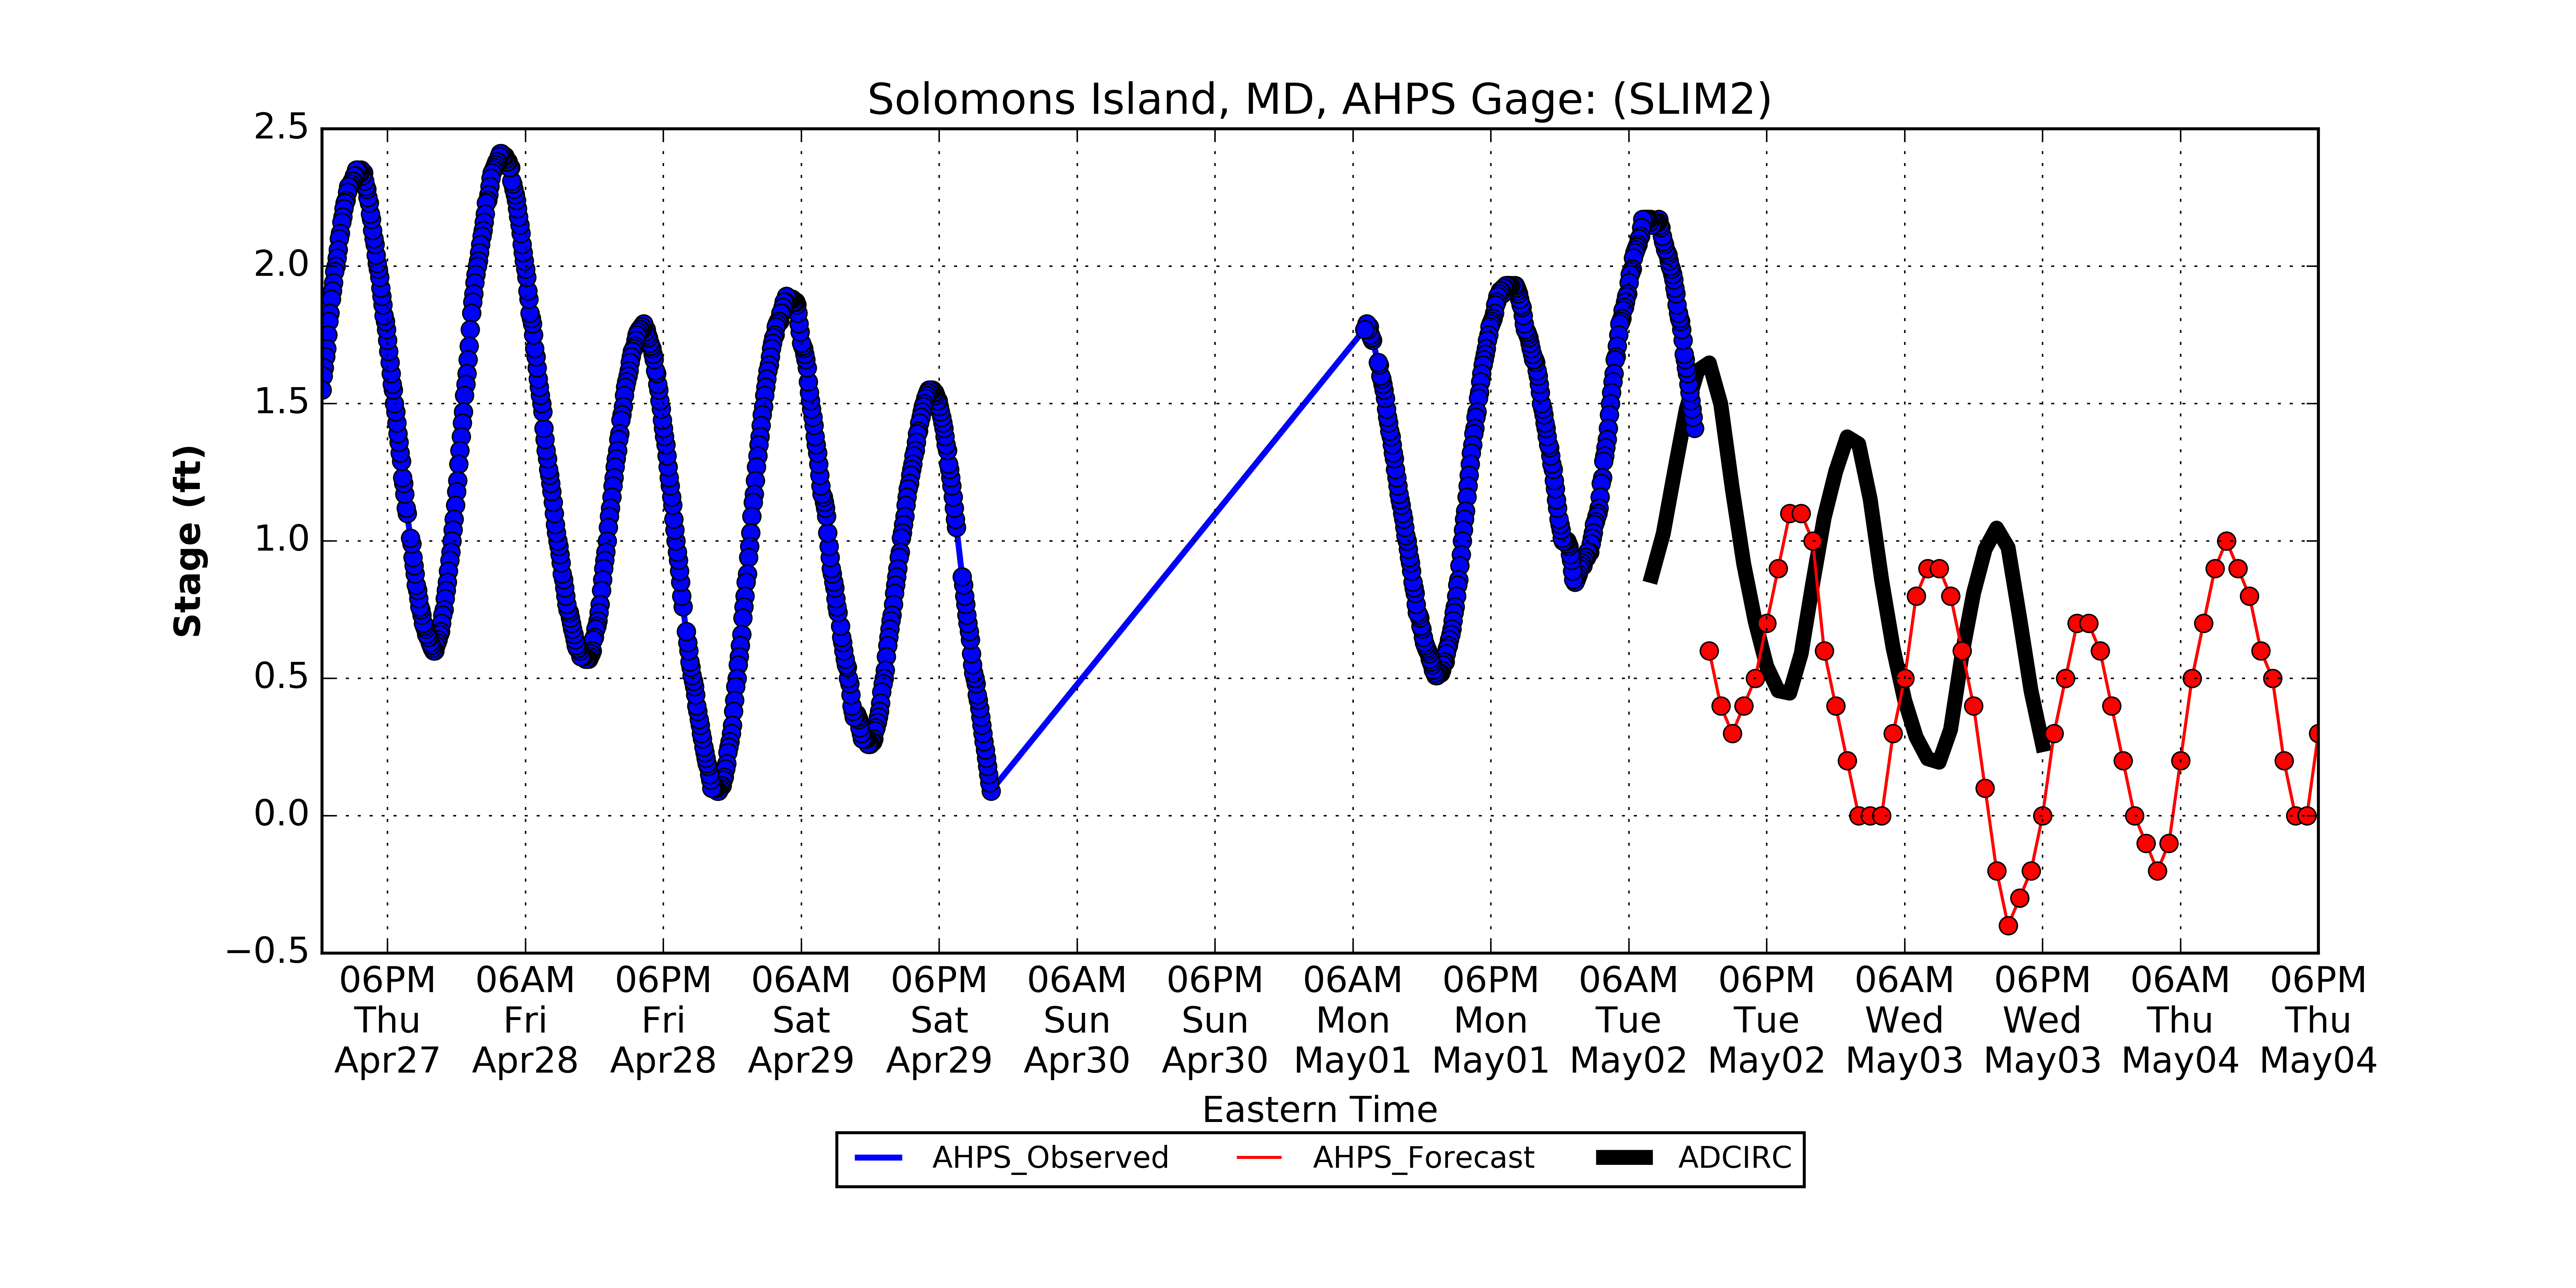 Solomons Island, MD, AHPS Gage: (SLIM2)
2.5
2.0
1.5
1.0
0.5
0.0
−0.5
Stage (ft)
06PM 06AM 06PM 06AM 06PM 06AM 06PM 06AM 06PM 06AM 06PM 06AM 06PM 06AM 06PM
Thu Fri Fri Sat Sat Sun Sun Mon Mon Tue Tue Wed Wed Thu Thu
Apr27 Apr28 Apr28 Apr29 Apr29 Apr30 Apr30 May01 May01 May02 May02 May03 May03 May04 May04
Eastern Time
AHPS_Observed AHPS_Forecast ADCIRC